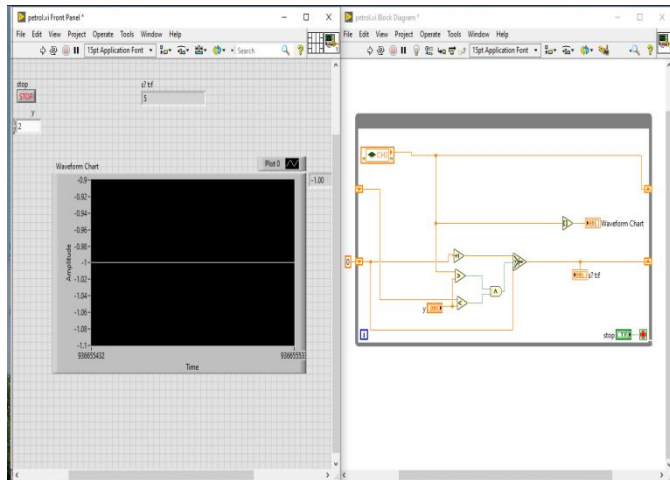 petrol.vi Front Panel *
File Edit View Project Operate Tools Window Help
15pt Application Font
Search
stop
STOP
y
2
s? t:f
5
Waveform Chart
Plot 0
-1.00
Amplitude
-0.9
-0.92
-0.94
-0.96
-0.98
-1
-1.02
-1.04
-1.06
-1.08
-1.1
936655432
Time
petrol.vi Block Diagram *
File Edit View Project Operate Tools Window Help
15pt Application Font
CH1
Waveform Chart
0
s? t:f
y
i
stop
TF